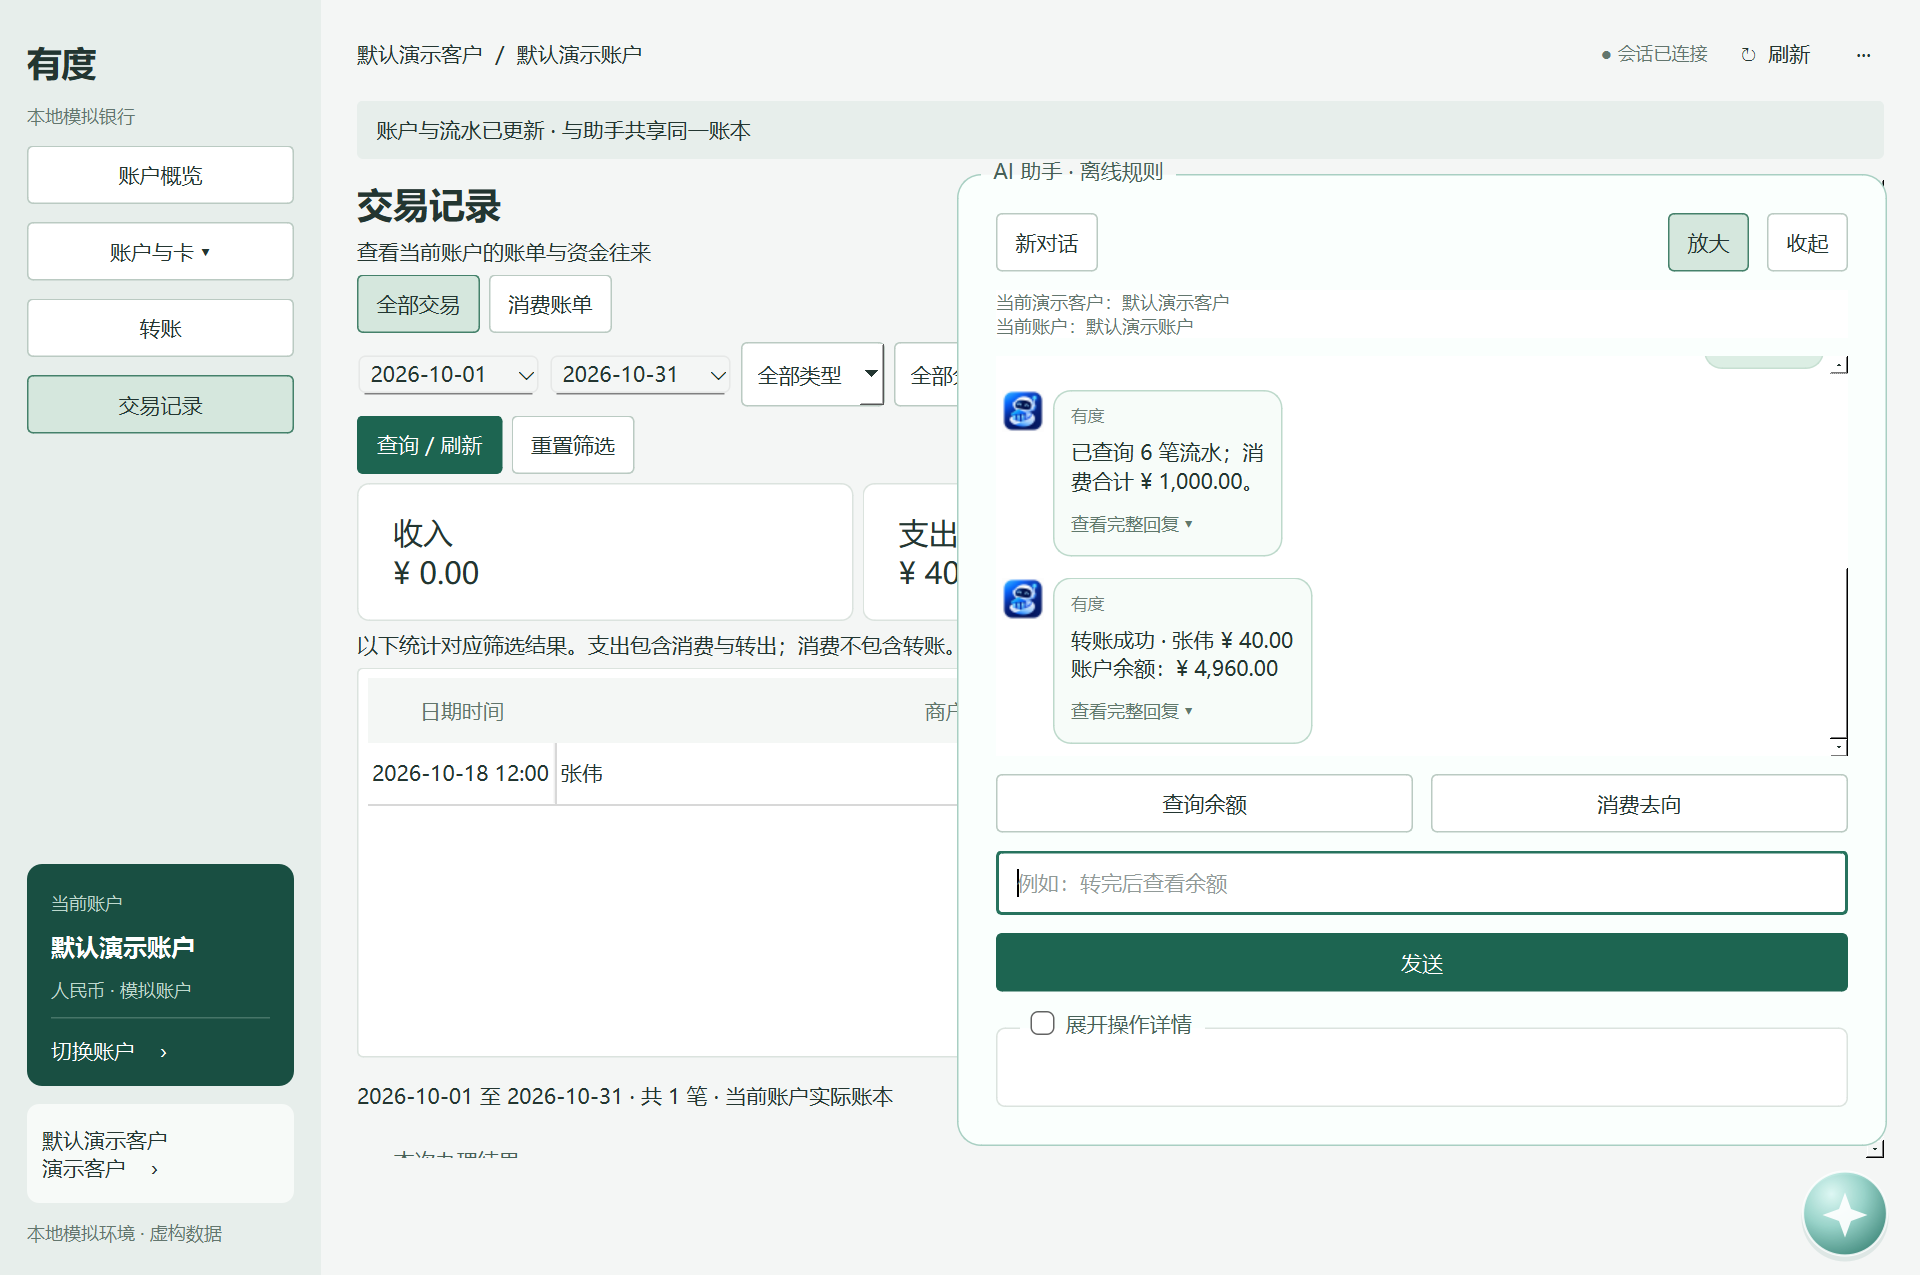 有度
本地模拟银行
账户概览
账户与卡 ▾
转账
交易记录
当前账户
默认演示账户
人民币 · 模拟账户
切换账户 ›
默认演示客户
演示客户 ›
本地模拟环境 · 虚构数据
默认演示客户 / 默认演示账户
● 会话已连接
↻ 刷新
···
账户与流水已更新 · 与助手共享同一账本
交易记录
查看当前账户的账单与资金往来
全部交易
消费账单
2026-10-01
2026-10-31
全部类型
全部
查询 / 刷新
重置筛选
收入
¥ 0.00
支出
¥ 40
以下统计对应筛选结果。支出包含消费与转出；消费不包含转账。
日期时间
商户
2026-10-18 12:00
张伟
2026-10-01 至 2026-10-31 · 共 1 笔 · 当前账户实际账本
本次办理结果
AI 助手 · 离线规则
新对话
放大
收起
当前演示客户：默认演示客户
当前账户：默认演示账户
有度
已查询 6 笔流水；消
费合计 ¥ 1,000.00。
查看完整回复 ▾
有度
转账成功 · 张伟 ¥ 40.00
账户余额：¥ 4,960.00
查看完整回复 ▾
查询余额
消费去向
例如：转完后查看余额
发送
展开操作详情